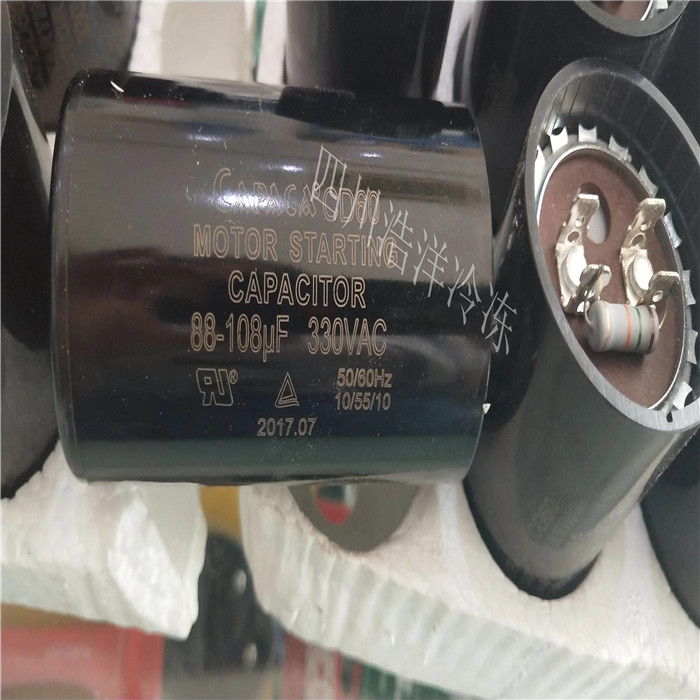 CAPACA CD60
MOTOR STARTING
CAPACITOR
88-108µF 330VAC
50/60Hz
10/55/10
2017.07
四川浩洋冷冻